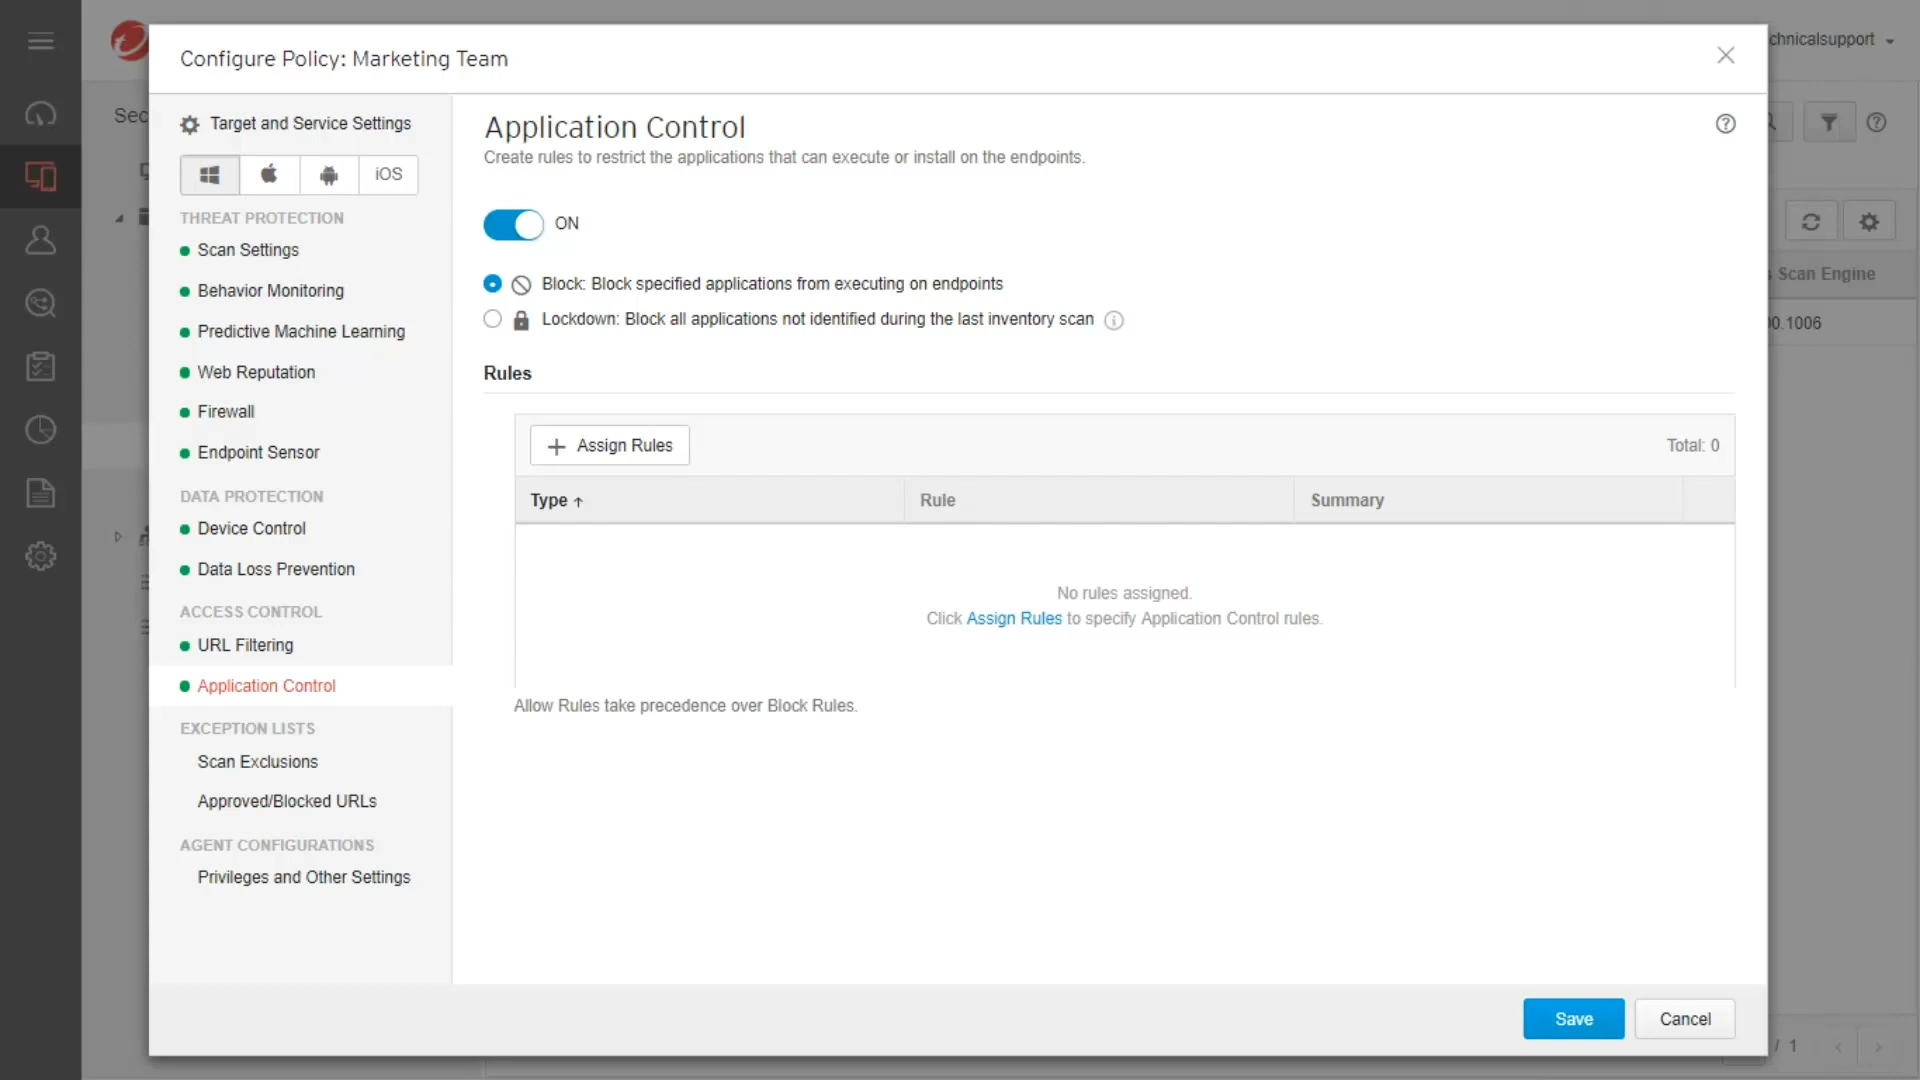 Configure Policy: Marketing Team
chnicalsupport
Sec
Target and Service Settings
iOS
THREAT PROTECTION
Scan Settings
Behavior Monitoring
Predictive Machine Learning
Web Reputation
Firewall
Endpoint Sensor
DATA PROTECTION
Device Control
Data Loss Prevention
ACCESS CONTROL
URL Filtering
Application Control
EXCEPTION LISTS
Scan Exclusions
Approved/Blocked URLs
AGENT CONFIGURATIONS
Privileges and Other Settings
Application Control
Create rules to restrict the applications that can execute or install on the endpoints.
ON
Block: Block specified applications from executing on endpoints
Lockdown: Block all applications not identified during the last inventory scan
Rules
Assign Rules
Total: 0
Type ↑ Rule Summary
No rules assigned.
Click Assign Rules to specify Application Control rules.
Allow Rules take precedence over Block Rules.
Save Cancel
Scan Engine
0.1006
/ 1